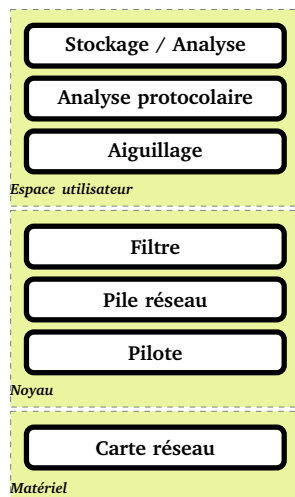 Stockage / Analyse
Analyse protocolaire
Aiguillage
Espace utilisateur
Filtre
Pile réseau
Pilote
Noyau
Carte réseau
Matériel